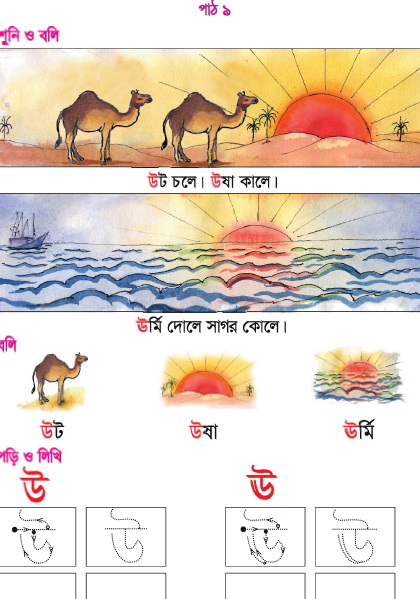 পাঠ ৯
শুনি ও বলি
উট চলে। উষা কালে।
ঊর্মি দোলে সাগর কোলে।
বলি
উট
উষা
ঊর্মি
পড়ি ও লিখি
উ
ঊ
উ
উ
ঊ
ঊ